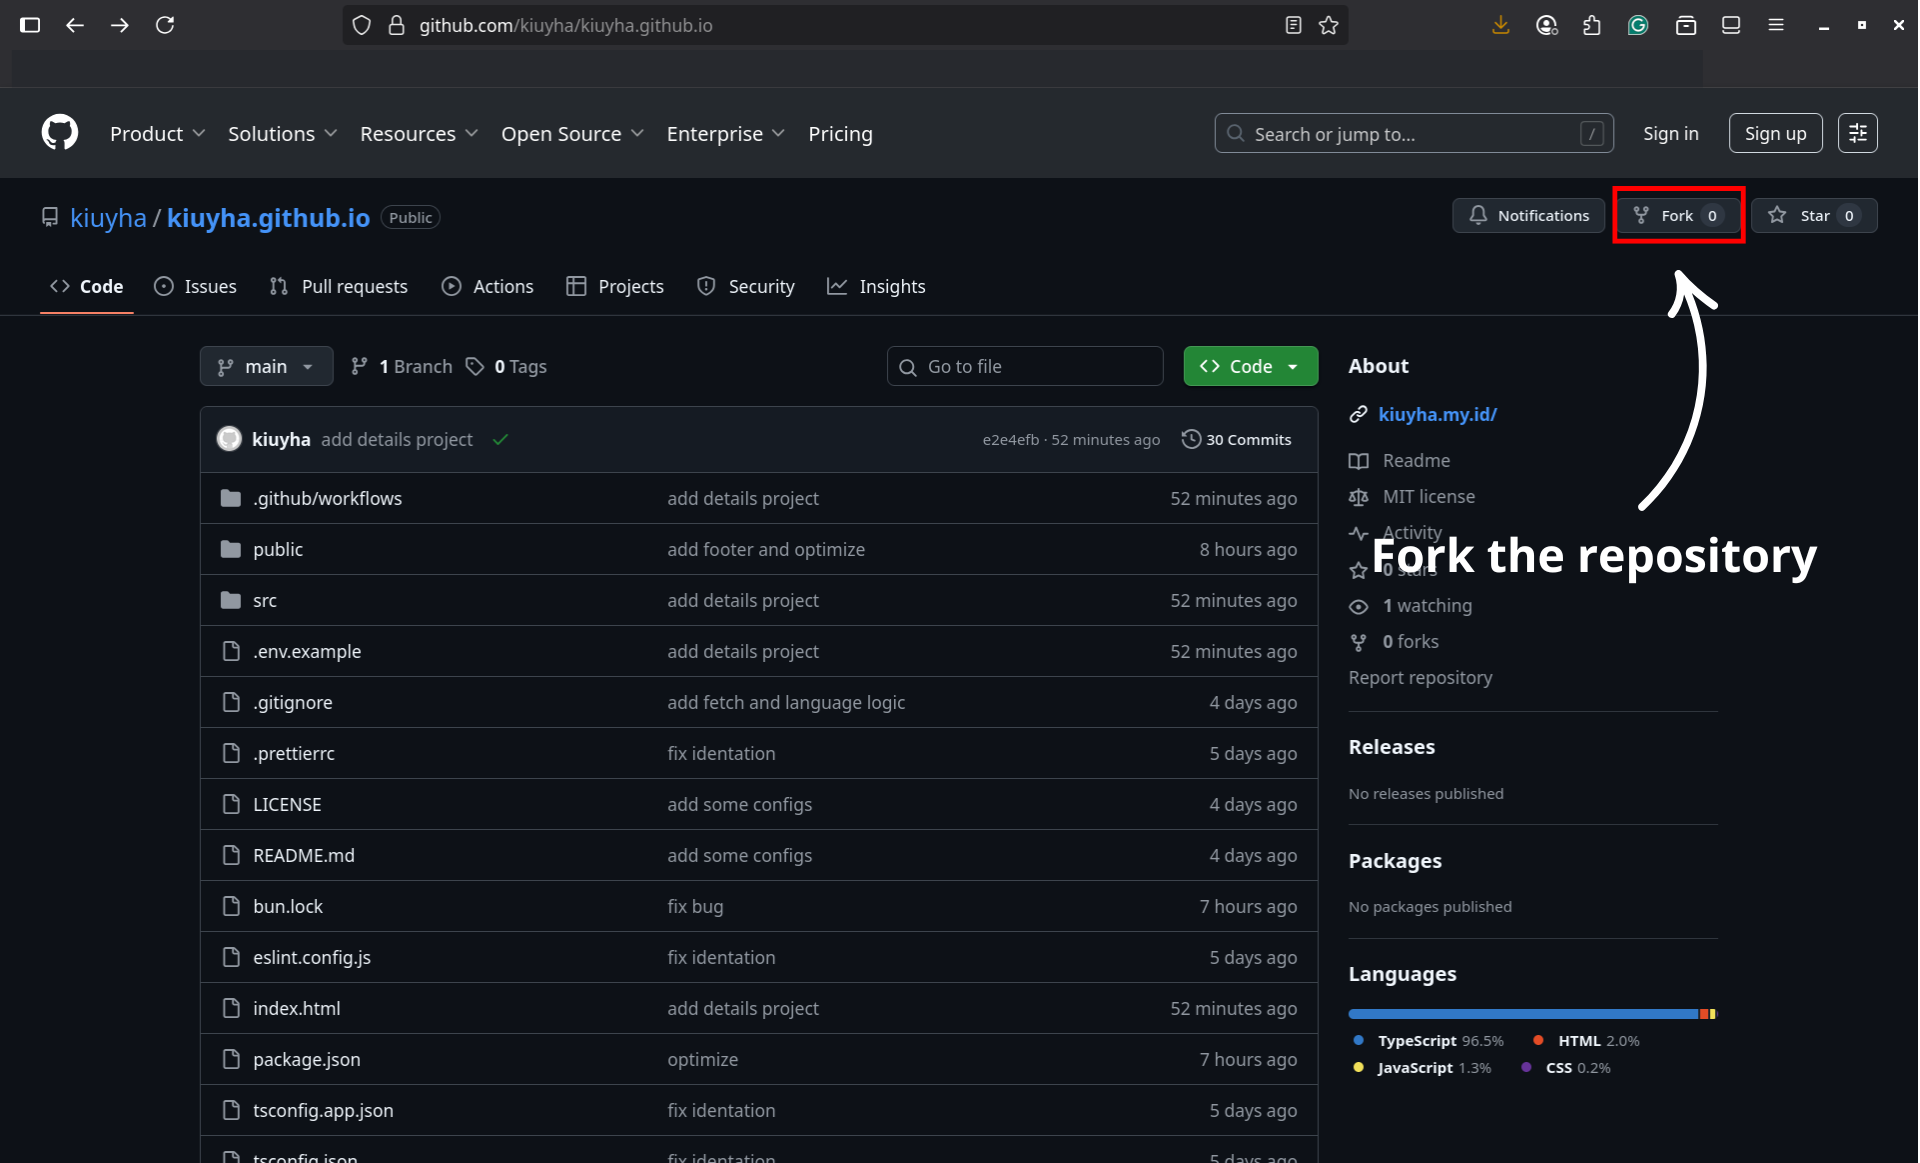 github.com/kiuyha/kiuyha.github.io
Product Solutions Resources Open Source Enterprise Pricing Search or jump to... / Sign in Sign up
kiuyha / kiuyha.github.io Public Notifications Fork 0 Star 0
Code Issues Pull requests Actions Projects Security Insights
main 1 Branch 0 Tags Go to file Code
kiuyha add details project e2e4efb · 52 minutes ago 30 Commits
.github/workflows add details project 52 minutes ago
public add footer and optimize 8 hours ago
src add details project 52 minutes ago
.env.example add details project 52 minutes ago
.gitignore add fetch and language logic 4 days ago
.prettierrc fix identation 5 days ago
LICENSE add some configs 4 days ago
README.md add some configs 4 days ago
bun.lock fix bug 7 hours ago
eslint.config.js fix identation 5 days ago
index.html add details project 52 minutes ago
package.json optimize 7 hours ago
tsconfig.app.json fix identation 5 days ago
tsconfig.json fix identation 5 days ago
About
kiuyha.my.id/
Readme
MIT license
Activity
Fork the repository
0 stars
1 watching
0 forks
Report repository
Releases
No releases published
Packages
No packages published
Languages
TypeScript 96.5% HTML 2.0%
JavaScript 1.3% CSS 0.2%